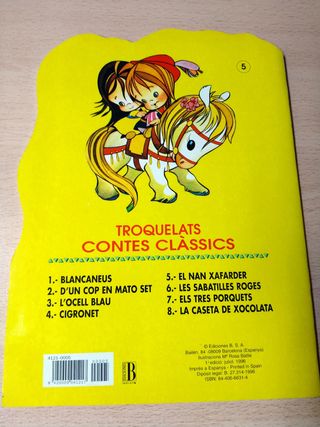 5
TROQUELATS
CONTES CLÀSSICS
1.- BLANCANEUS
2.- D'UN COP EN MATO SET
3.- L'OCELL BLAU
4.- CIGRONET
5.- EL NAN XAFARDER
6.- LES SABATILLES ROGES
7.- ELS TRES PORQUETS
8.- LA CASETA DE XOCOLATA
4125-0005
B
© Ediciones B, S.A.
Bailén, 84 -08009 Barcelona (Espanya)
Il·lustracions: Mª Rosa Batlle
1ª edició: juliol, 1996
Imprès a Espanya - Printed in Spain
Dipòsit legal: B. 27.314-1996
ISBN: 84-406-6631-4